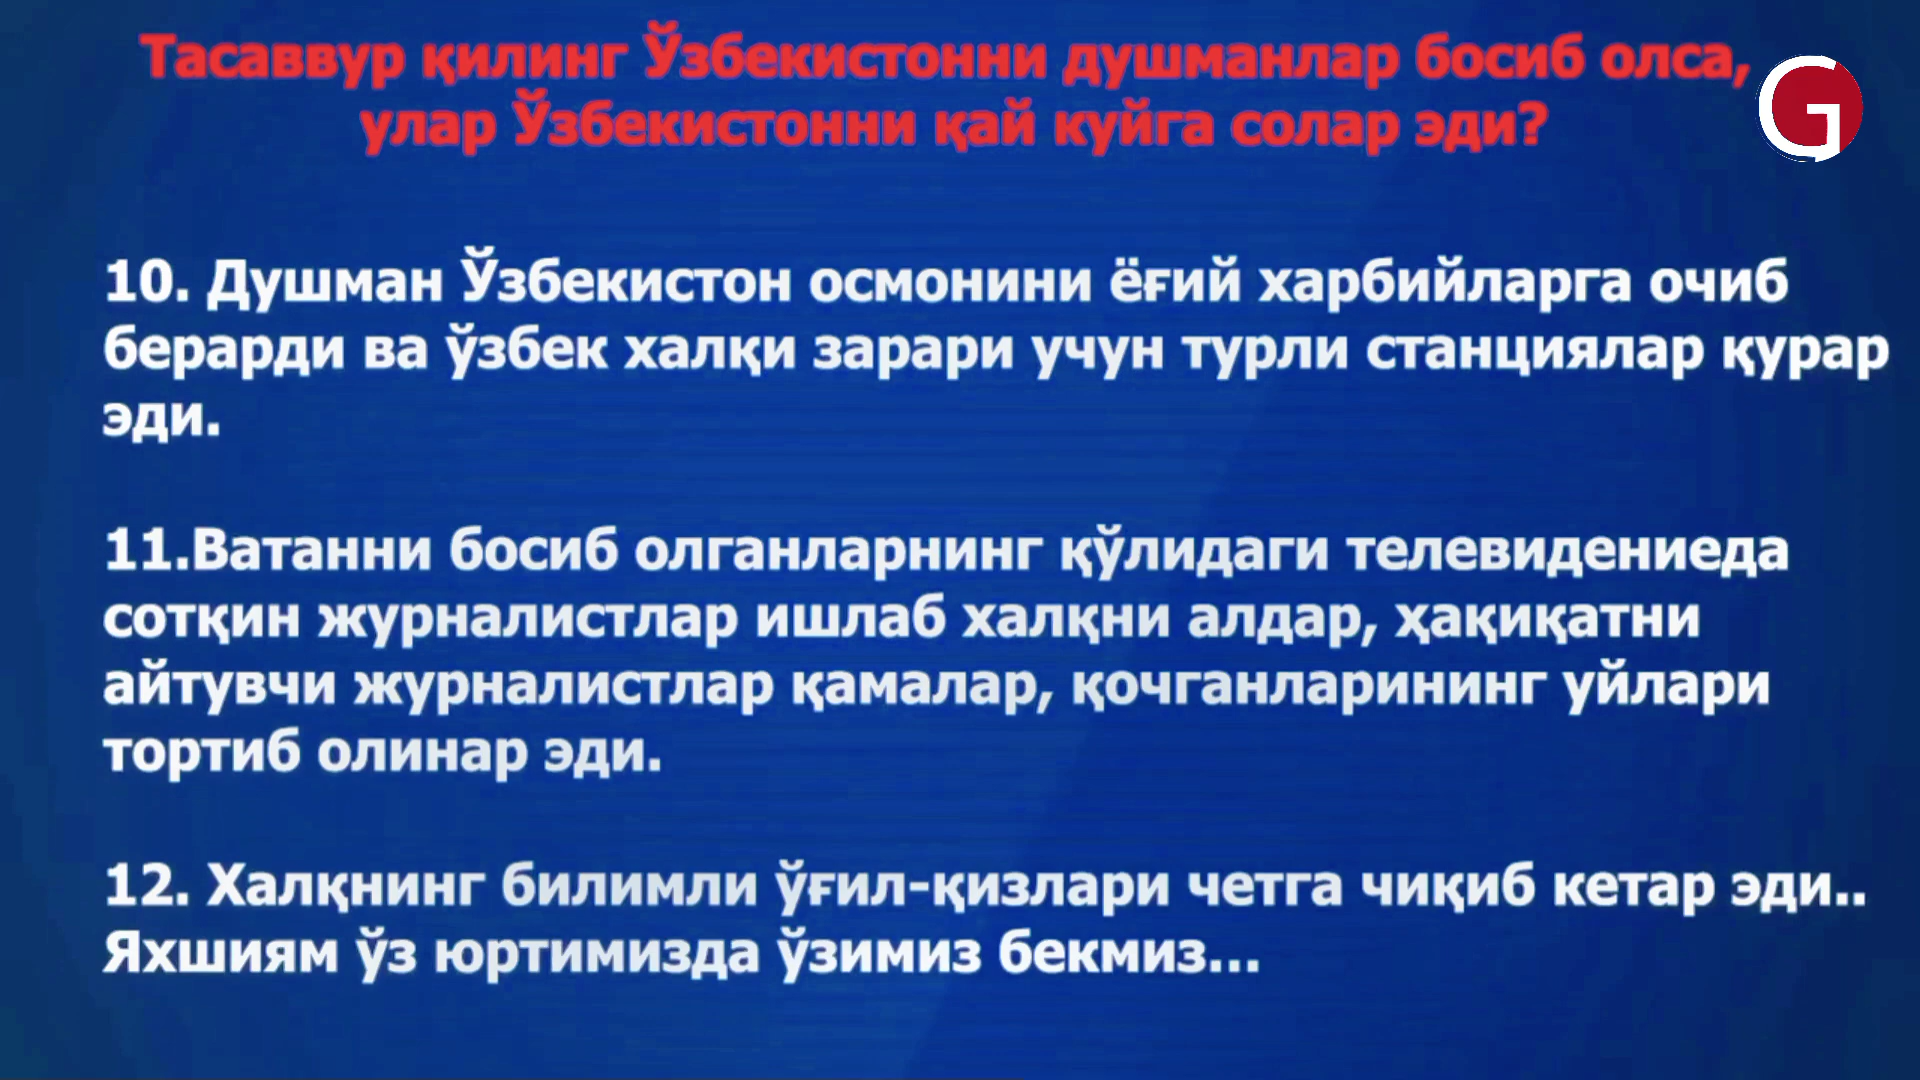 Тасаввур қилинг Ўзбекистонни душманлар босиб олса,
улар Ўзбекистонни қай куйга солар эди?
G
10. Душман Ўзбекистон осмонини ёғий харбийларга очиб
берарди ва ўзбек халқи зарари учун турли станциялар қурар
эди.
11.Ватанни босиб олганларнинг қўлидаги телевидениеда
сотқин журналистлар ишлаб халқни алдар, ҳақиқатни
айтувчи журналистлар қамалар, қочганларининг уйлари
тортиб олинар эди.
12. Халқнинг билимли ўғил-қизлари четга чиқиб кетар эди..
Яхшиям ўз юртимизда ўзимиз бекмиз...